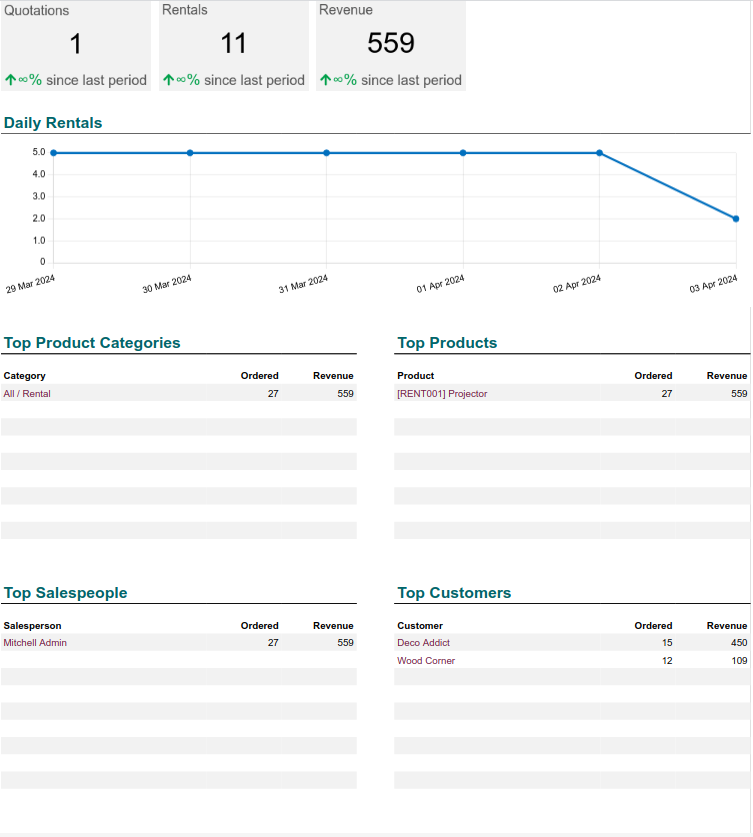 Quotations
1
↑∞% since last period
Rentals
11
↑∞% since last period
Revenue
559
↑∞% since last period
Daily Rentals
5.0
4.0
3.0
2.0
1.0
0
29 Mar 2024 30 Mar 2024 31 Mar 2024 01 Apr 2024 02 Apr 2024 03 Apr 2024
Top Product Categories
Category Ordered Revenue
All / Rental 27 559
Top Products
Product Ordered Revenue
[RENT001] Projector 27 559
Top Salespeople
Salesperson Ordered Revenue
Mitchell Admin 27 559
Top Customers
Customer Ordered Revenue
Deco Addict 15 450
Wood Corner 12 109